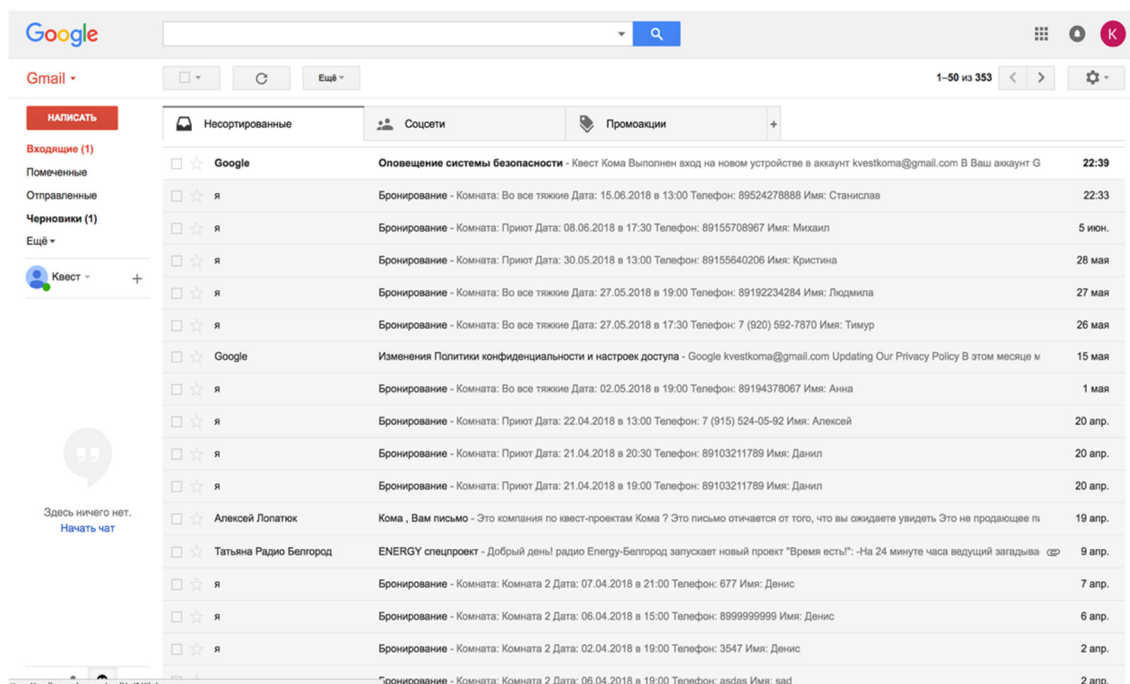 Google
К
Gmail
Ещё
1–50 из 353
НАПИСАТЬ
Несортированные
Соцсети
Промоакции
+
Входящие (1)
Помеченные
Отправленные
Черновики (1)
Ещё
Квест
+
Google Оповещение системы безопасности - Квест Кома Выполнен вход на новом устройстве в аккаунт kvestkoma@gmail.com В Ваш аккаунт G 22:39
я Бронирование - Комната: Во все тяжкие Дата: 15.06.2018 в 13:00 Телефон: 89524278888 Имя: Станислав 22:33
я Бронирование - Комната: Приют Дата: 08.06.2018 в 17:30 Телефон: 89155708967 Имя: Михаил 5 июн.
я Бронирование - Комната: Приют Дата: 30.05.2018 в 13:00 Телефон: 89155640206 Имя: Кристина 28 мая
я Бронирование - Комната: Во все тяжкие Дата: 27.05.2018 в 19:00 Телефон: 89192234284 Имя: Людмила 27 мая
я Бронирование - Комната: Во все тяжкие Дата: 27.05.2018 в 17:30 Телефон: 7 (920) 592-7870 Имя: Тимур 26 мая
Google Изменения Политики конфиденциальности и настроек доступа - Google kvestkoma@gmail.com Updating Our Privacy Policy В этом месяце м 15 мая
я Бронирование - Комната: Во все тяжкие Дата: 02.05.2018 в 19:00 Телефон: 89194378067 Имя: Анна 1 мая
я Бронирование - Комната: Приют Дата: 22.04.2018 в 13:00 Телефон: 7 (915) 524-05-92 Имя: Алексей 20 апр.
я Бронирование - Комната: Приют Дата: 21.04.2018 в 20:30 Телефон: 89103211789 Имя: Данил 20 апр.
я Бронирование - Комната: Приют Дата: 21.04.2018 в 19:00 Телефон: 89103211789 Имя: Данил 20 апр.
Алексей Лопатюк Кома , Вам письмо - Это компания по квест-проектам Кома ? Это письмо отичается от того, что вы ожидаете увидеть Это не продающее 19 апр.
Татьяна Радио Белгород ENERGY спецпроект - Добрый день! радио Energy-Белгород запускает новый проект "Время есть!": -На 24 минуте часа ведущий загадыва 9 апр.
я Бронирование - Комната: Комната 2 Дата: 07.04.2018 в 21:00 Телефон: 677 Имя: Денис 7 апр.
я Бронирование - Комната: Комната 2 Дата: 06.04.2018 в 15:00 Телефон: 8999999999 Имя: Денис 6 апр.
я Бронирование - Комната: Комната 2 Дата: 02.04.2018 в 19:00 Телефон: 3547 Имя: Денис 2 апр.
Бронирование - Комната: Комната 2 Дата: 06.04.2018 в 19:00 Телефон: asdas Имя: sad 2 апр.
Здесь ничего нет.
Начать чат